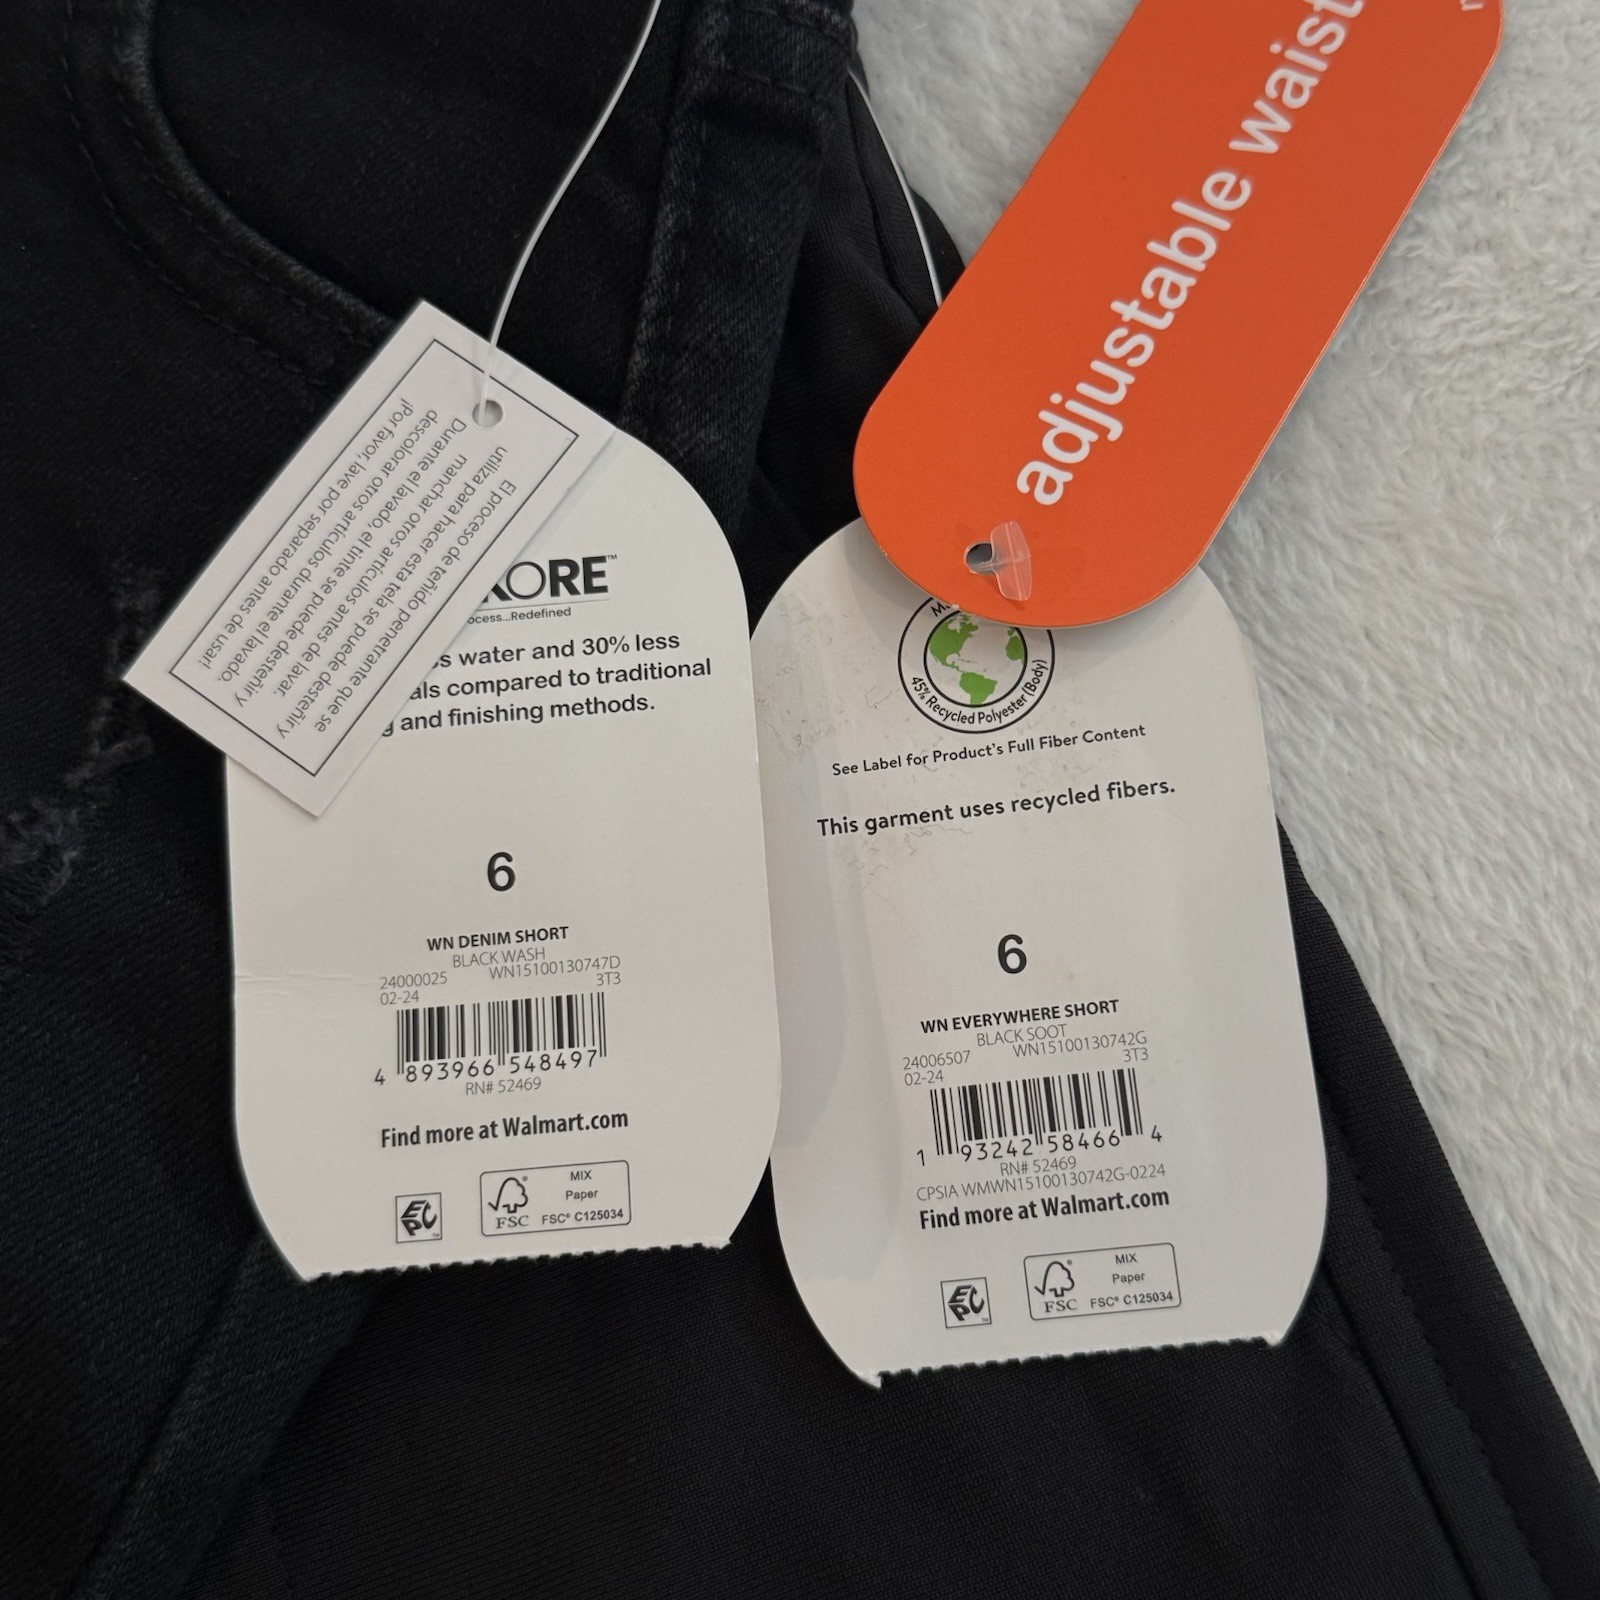 El proceso de teñido penetrante que se
utiliza para hacer esta tela se puede desteñir y
manchar otros artículos antes de lavar.
Durante el lavado, el tinte se puede desteñir y
descolorar otros artículos durante el lavado.
¡Por favor, lave por separado antes de usar!
ORE™
...Redefined
water and 30% less
compared to traditional
and finishing methods.
6
WN DENIM SHORT
BLACK WASH
24000025 WN15100130747D
02-24 3T3
4 893966 548497
RN# 52469
Find more at Walmart.com
EPC™
FSC
MIX
Paper
FSC® C125034
adjustable waist
45% Recycled Polyester (Body)
See Label for Product's Full Fiber Content
This garment uses recycled fibers.
6
WN EVERYWHERE SHORT
BLACK SOOT
24006507 WN15100130742G
02-24 3T3
1 93242 58466 4
RN# 52469
CPSIA WMWN15100130742G-0224
Find more at Walmart.com
EPC™
FSC
MIX
Paper
FSC® C125034